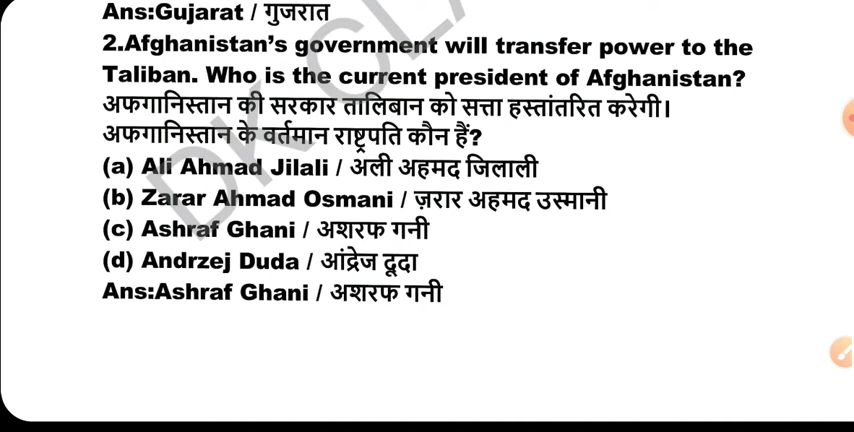 Ans:Gujarat / गुजरात
2.Afghanistan’s government will transfer power to the
Taliban. Who is the current president of Afghanistan?
अफगानिस्तान की सरकार तालिबान को सत्ता हस्तांतरित करेगी।
अफगानिस्तान के वर्तमान राष्ट्रपति कौन हैं?
(a) Ali Ahmad Jilali / अली अहमद जिलाली
(b) Zarar Ahmad Osmani / ज़रार अहमद उस्मानी
(c) Ashraf Ghani / अशरफ गनी
(d) Andrzej Duda / आंद्रेज दूदा
Ans:Ashraf Ghani / अशरफ गनी
DK CLA